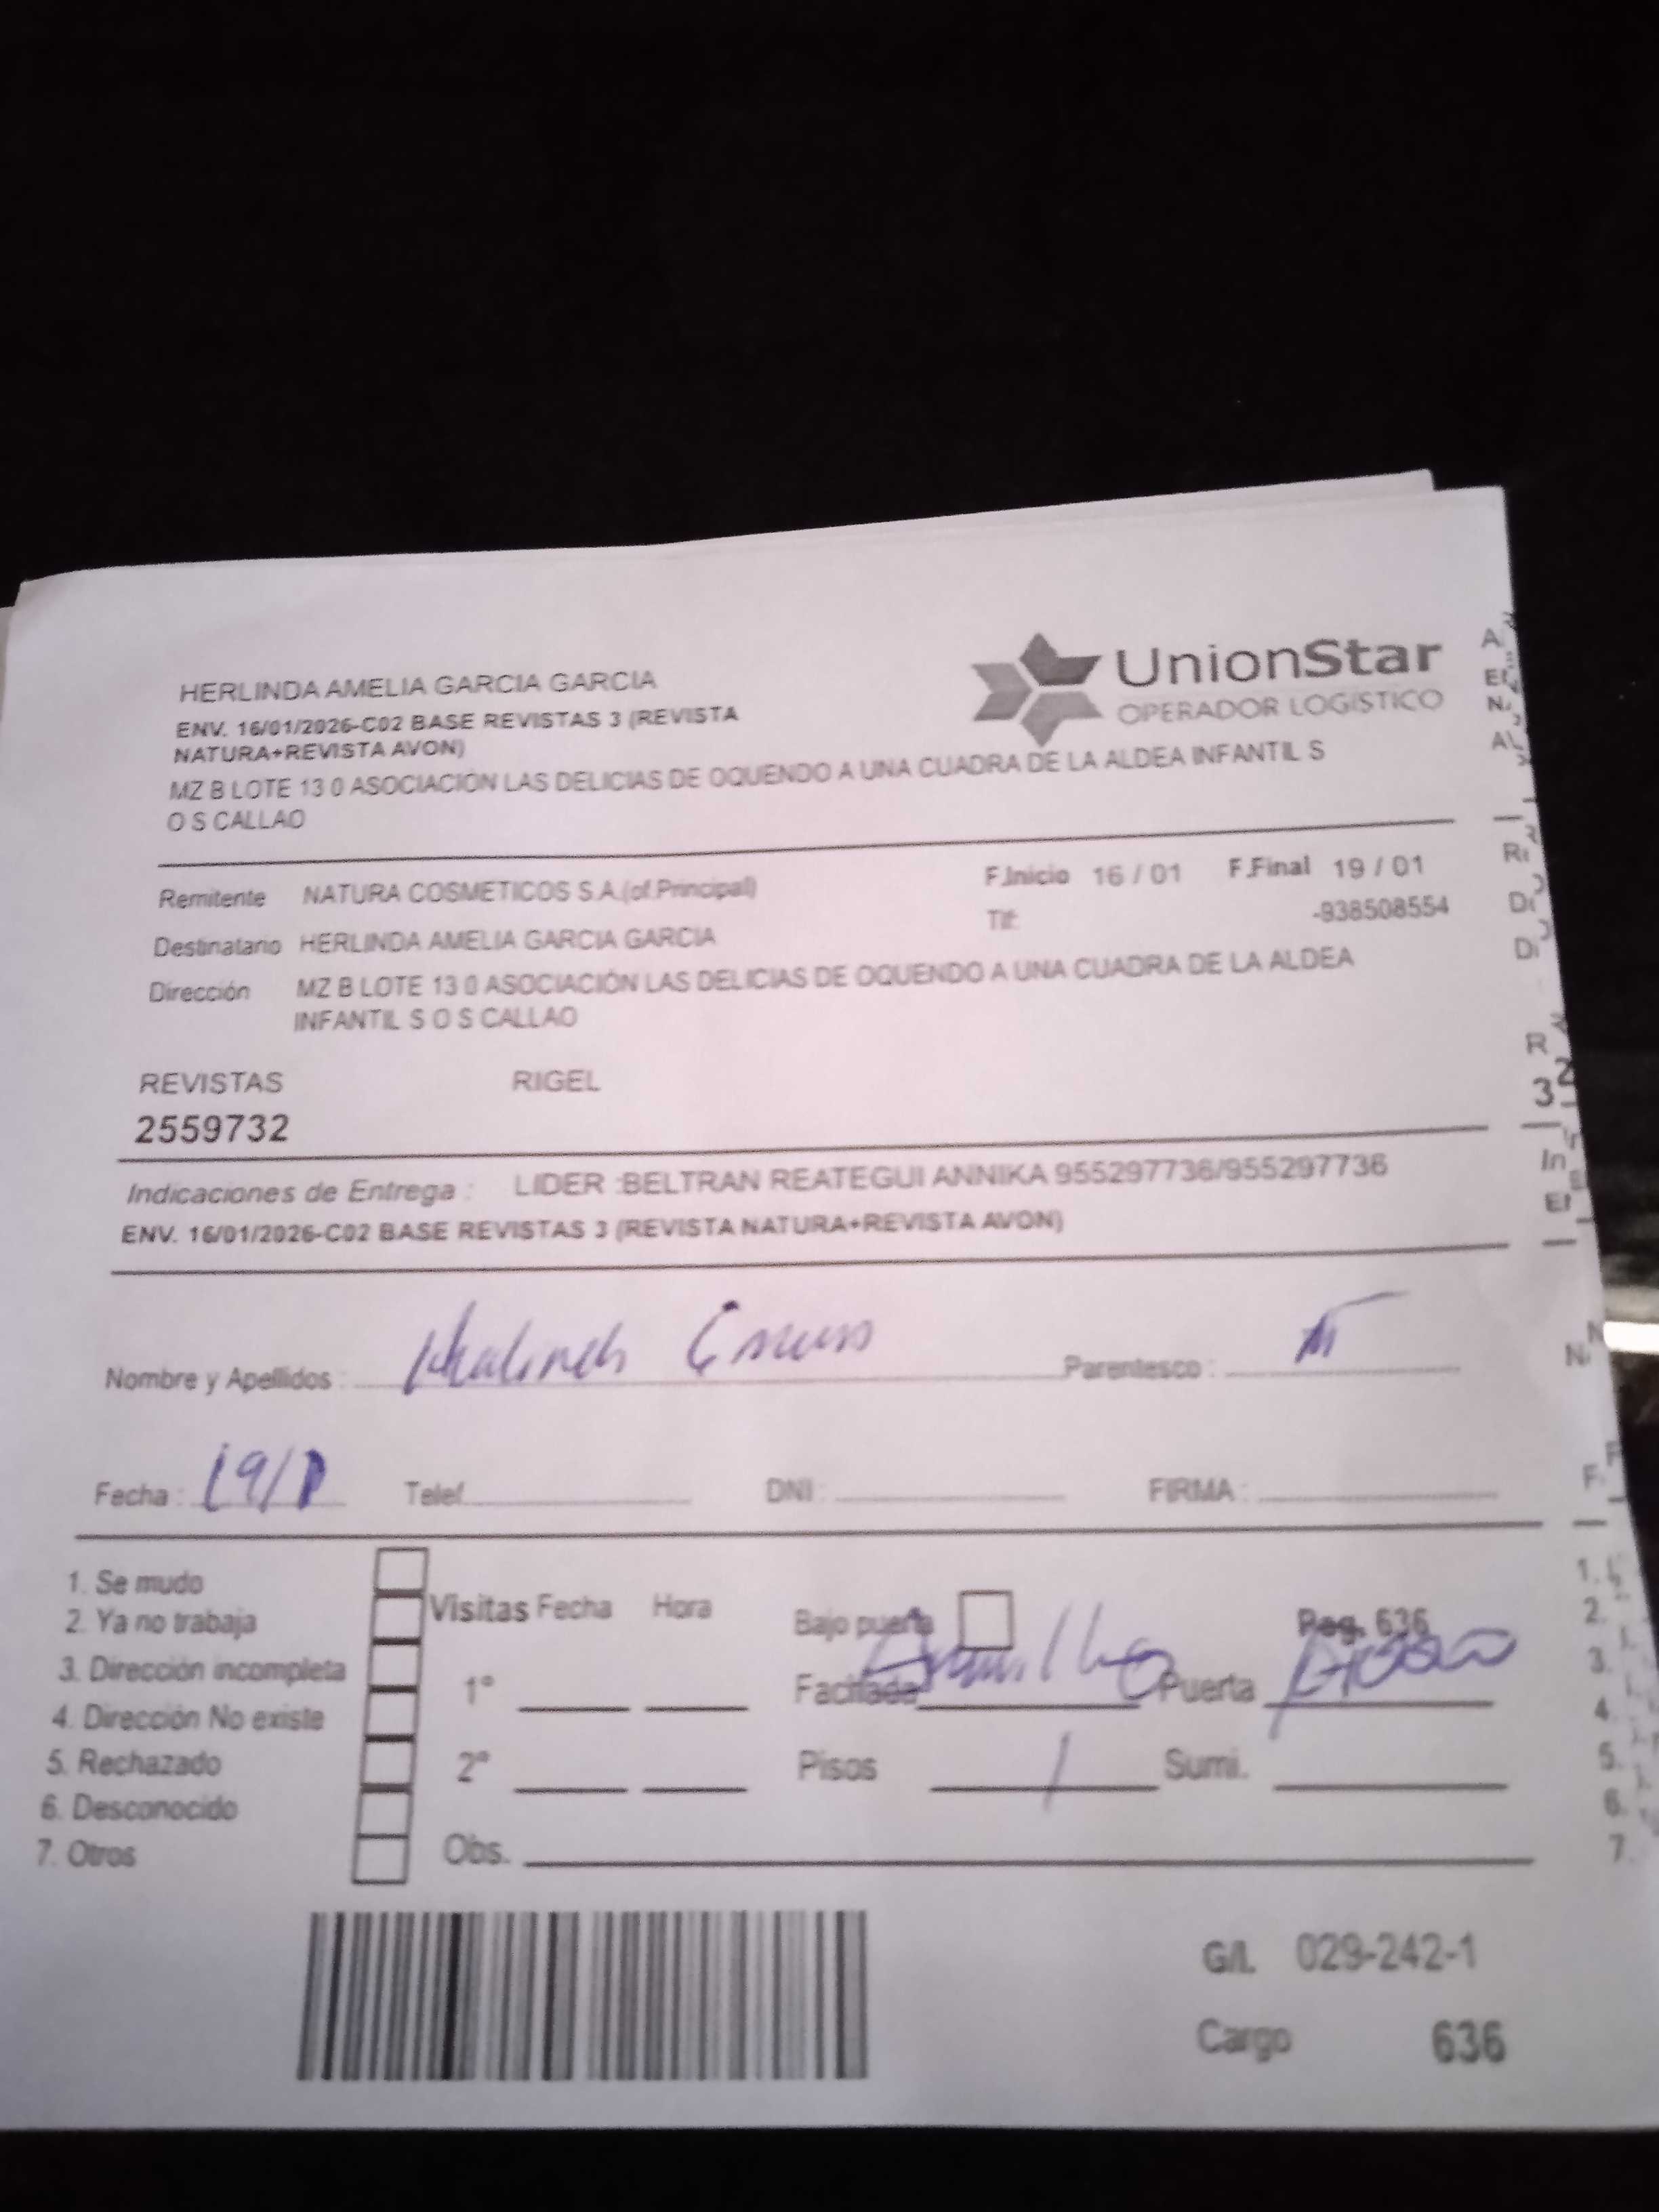 UnionStar
OPERADOR LOGÍSTICO
HERLINDA AMELIA GARCIA GARCIA
ENV. 16/01/2026-C02 BASE REVISTAS 3 (REVISTA
NATURA+REVISTA AVON)
MZ B LOTE 13 0 ASOCIACIÓN LAS DELICIAS DE OQUENDO A UNA CUADRA DE LA ALDEA INFANTIL S
O S CALLAO
Remitente NATURA COSMETICOS S.A.(of.Principal) F.Inicio 16 / 01 F.Final 19 / 01
Tlf: -938508554
Destinatario HERLINDA AMELIA GARCIA GARCIA
Dirección MZ B LOTE 13 0 ASOCIACIÓN LAS DELICIAS DE OQUENDO A UNA CUADRA DE LA ALDEA
INFANTIL S O S CALLAO
REVISTAS RIGEL
2559732
Indicaciones de Entrega : LIDER :BELTRAN REATEGUI ANNIKA 955297736/955297736
ENV. 16/01/2026-C02 BASE REVISTAS 3 (REVISTA NATURA+REVISTA AVON)
Nombre y Apellidos : Parentesco :
Fecha : 19/1 Telef. DNI : FIRMA :
1. Se mudo
2. Ya no trabaja
3. Dirección incompleta
4. Dirección No existe
5. Rechazado
6. Desconocido
7. Otros
Visitas Fecha Hora
1°
2°
Obs.
Bajo puerta Pag. 636
Fachada Puerta
Pisos 1 Sumi.
G/L 029-242-1
Cargo 636